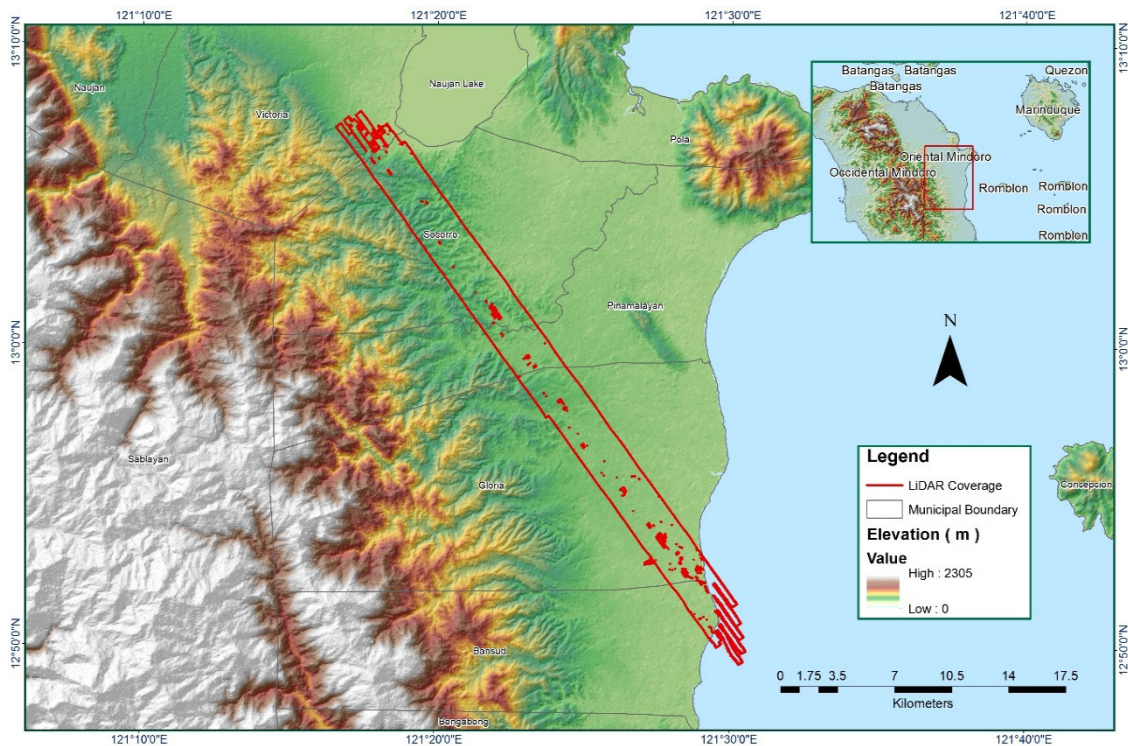 121°10'0"E
121°20'0"E
121°30'0"E
121°40'0"E
13°10'0"N
13°10'0"N
Naujan Lake
Naujan
Victoria
Pola
Batangas
Batangas
Batangas
Quezon
Marinduque
Oriental Mindoro
Occidental Mindoro
Romblon
Romblon
Romblon
Romblon
Socorro
Pinamalayan
N
13°0'0"N
13°0'0"N
Sablayan
Gloria
Concepcion
Legend
LiDAR Coverage
Municipal Boundary
Elevation ( m )
Value
High : 2305
Low : 0
12°50'0"N
12°50'0"N
Bansud
Bongabong
0 1.75 3.5 7 10.5 14 17.5
Kilometers
121°10'0"E
121°20'0"E
121°30'0"E
121°40'0"E